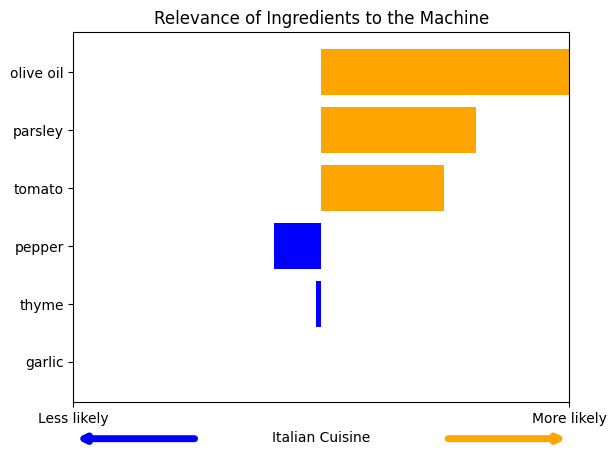 Relevance of Ingredients to the Machine
olive oil
parsley
tomato
pepper
thyme
garlic
Less likely
More likely
Italian Cuisine